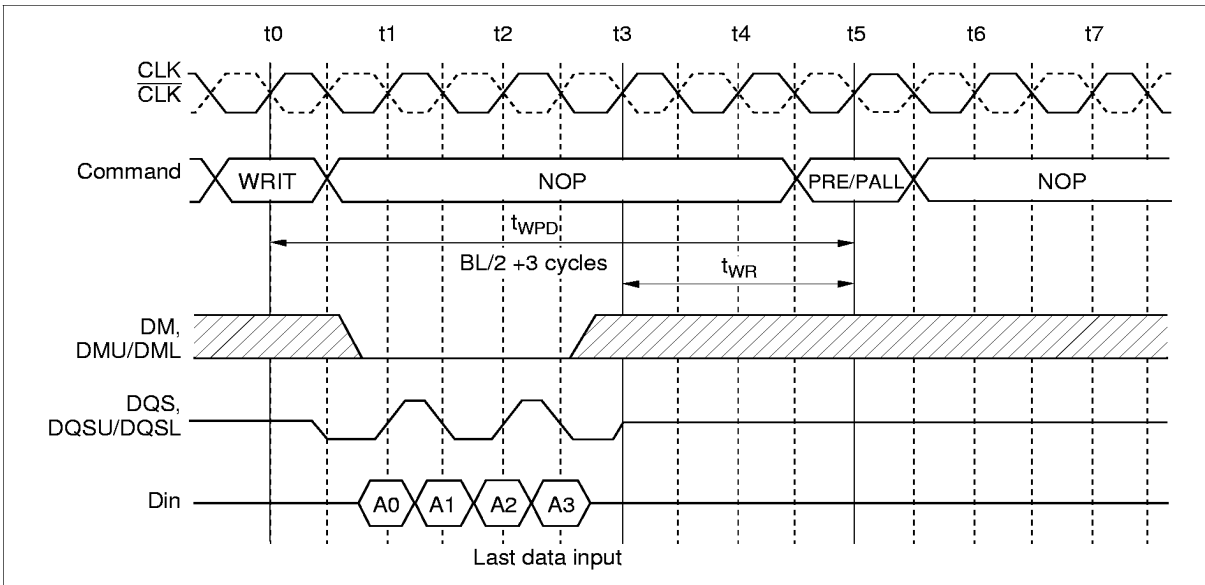 t0 t1 t2 t3 t4 t5 t6 t7
CLK
CLK
Command WRIT NOP PRE/PALL NOP
tWPD
BL/2 +3 cycles
tWR
DM,
DMU/DML
DQS,
DQSU/DQSL
Din A0 A1 A2 A3
Last data input